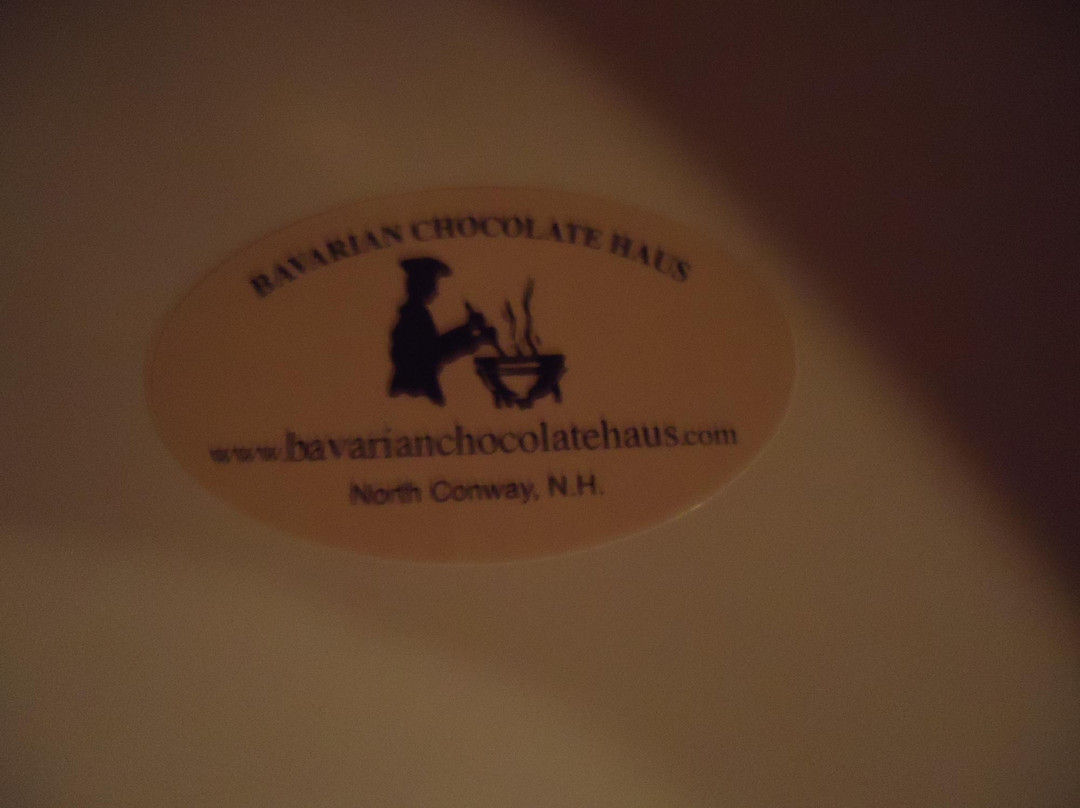 BAVARIAN CHOCOLATE HAUS
www.bavarianchocolatehaus.com
North Conway, N.H.